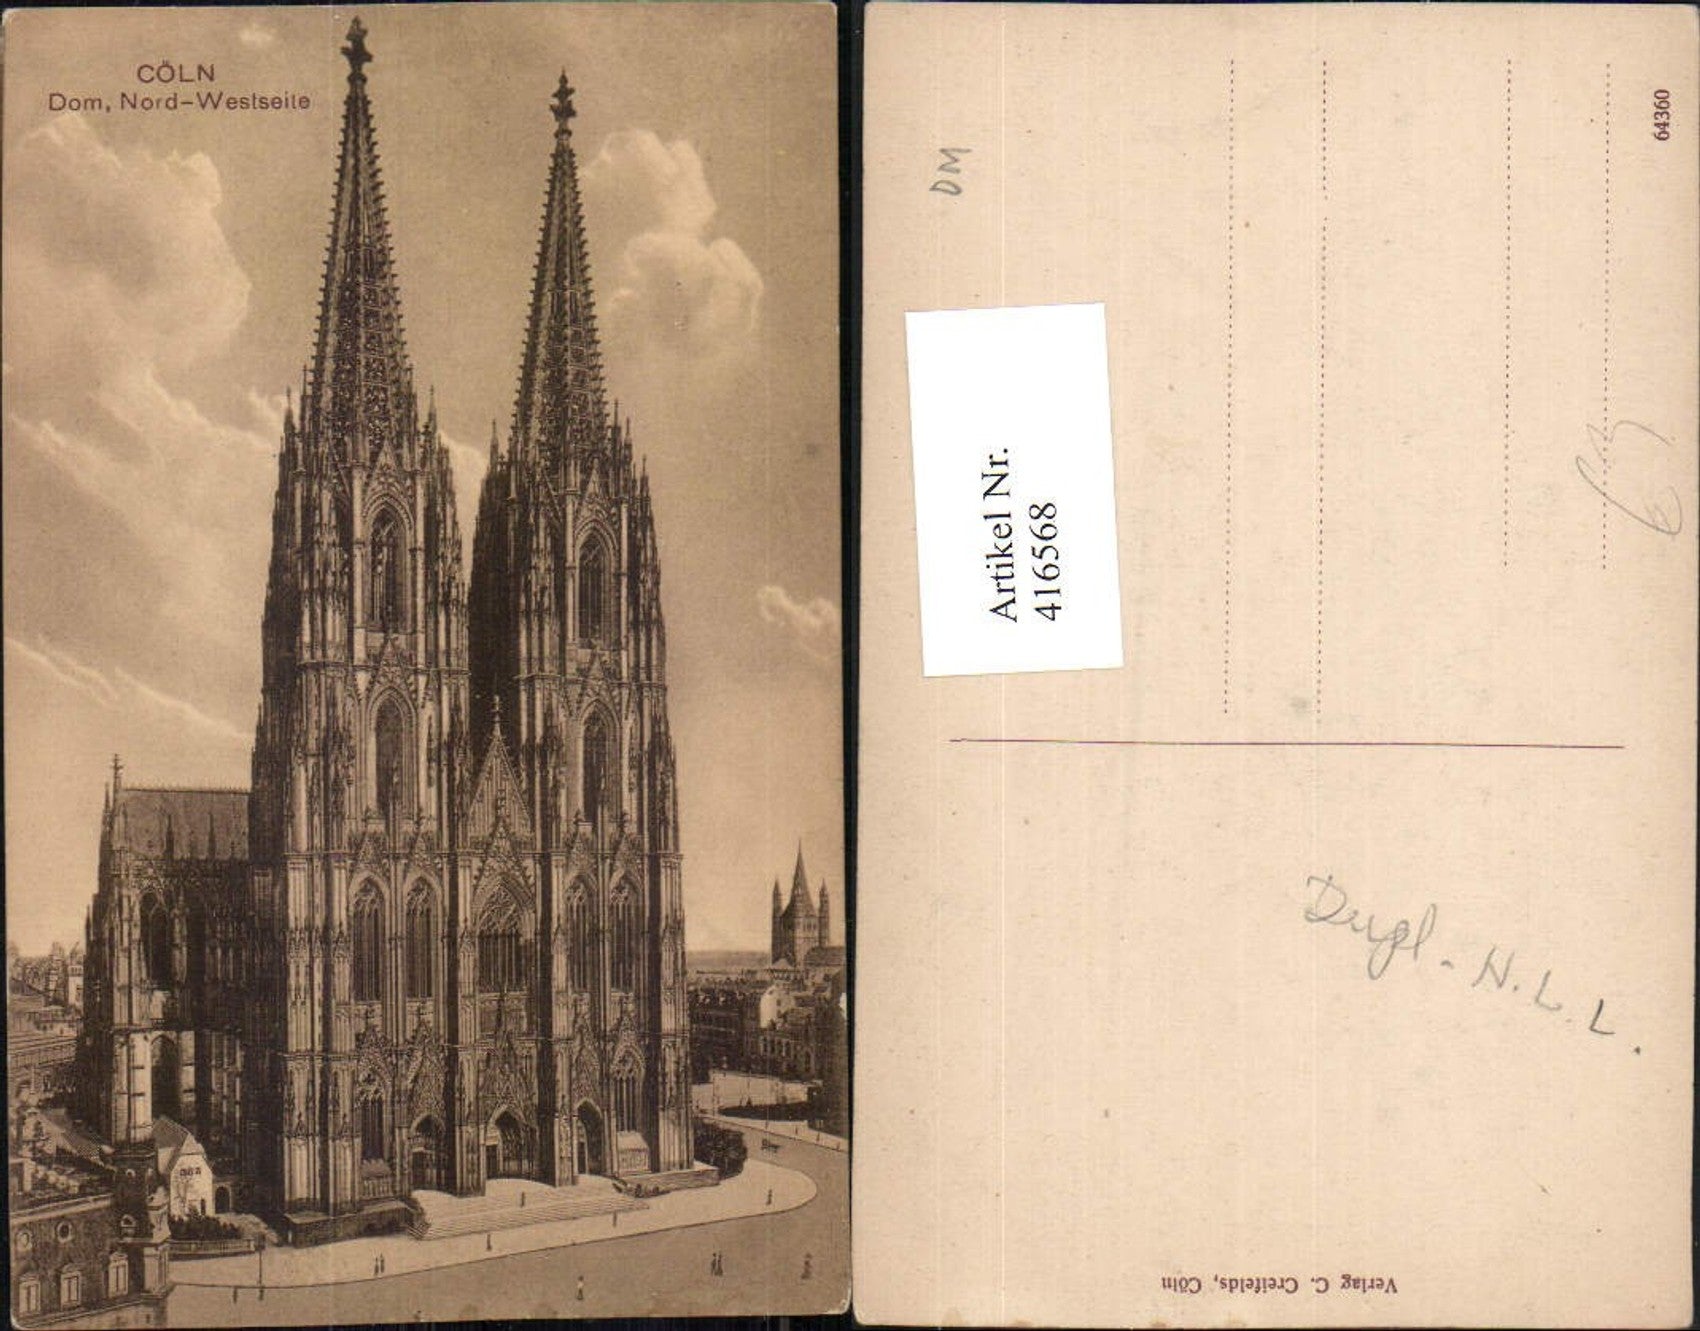 CÖLN
Dom, Nord-Westseite
64360
DM
Artikel Nr.
416568
Verlag C. Creifelds, Cöln